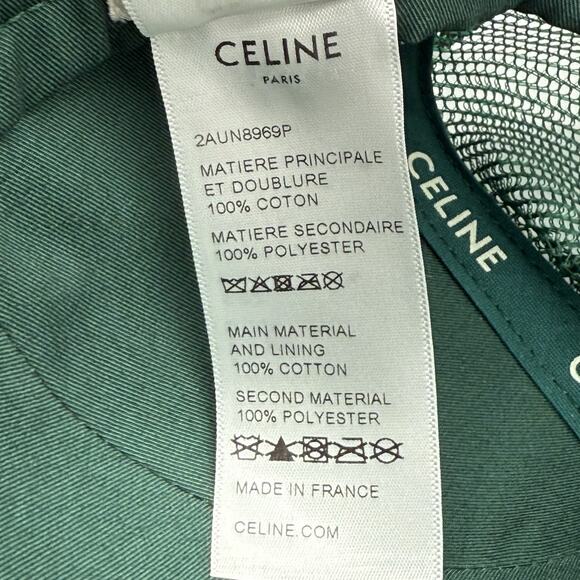 CELINE
PARIS
2AUN8969P
MATIERE PRINCIPALE
ET DOUBLURE
100% COTON
MATIERE SECONDAIRE
100% POLYESTER
MAIN MATERIAL
AND LINING
100% COTTON
SECOND MATERIAL
100% POLYESTER
MADE IN FRANCE
CELINE.COM
CELINE
C